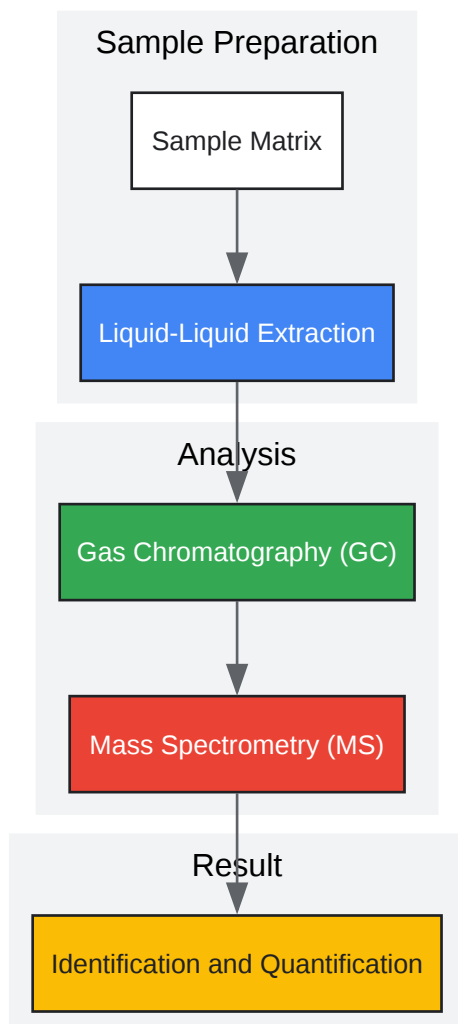 Sample Preparation
Sample Matrix
Liquid-Liquid Extraction
Analysis
Gas Chromatography (GC)
Mass Spectrometry (MS)
Result
Identification and Quantification